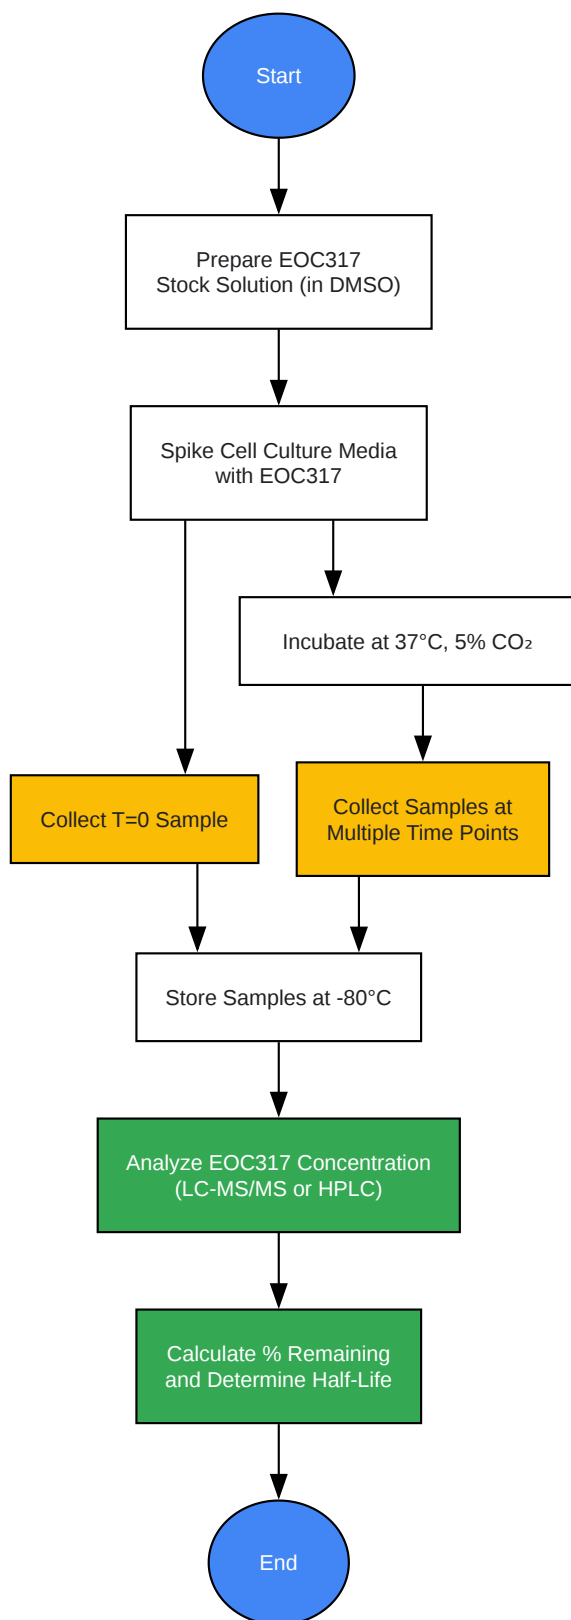 Start
Prepare EOC317
Stock Solution (in DMSO)
Spike Cell Culture Media
with EOC317
Incubate at 37°C, 5% CO₂
Collect T=0 Sample
Collect Samples at
Multiple Time Points
Store Samples at -80°C
Analyze EOC317 Concentration
(LC-MS/MS or HPLC)
Calculate % Remaining
and Determine Half-Life
End